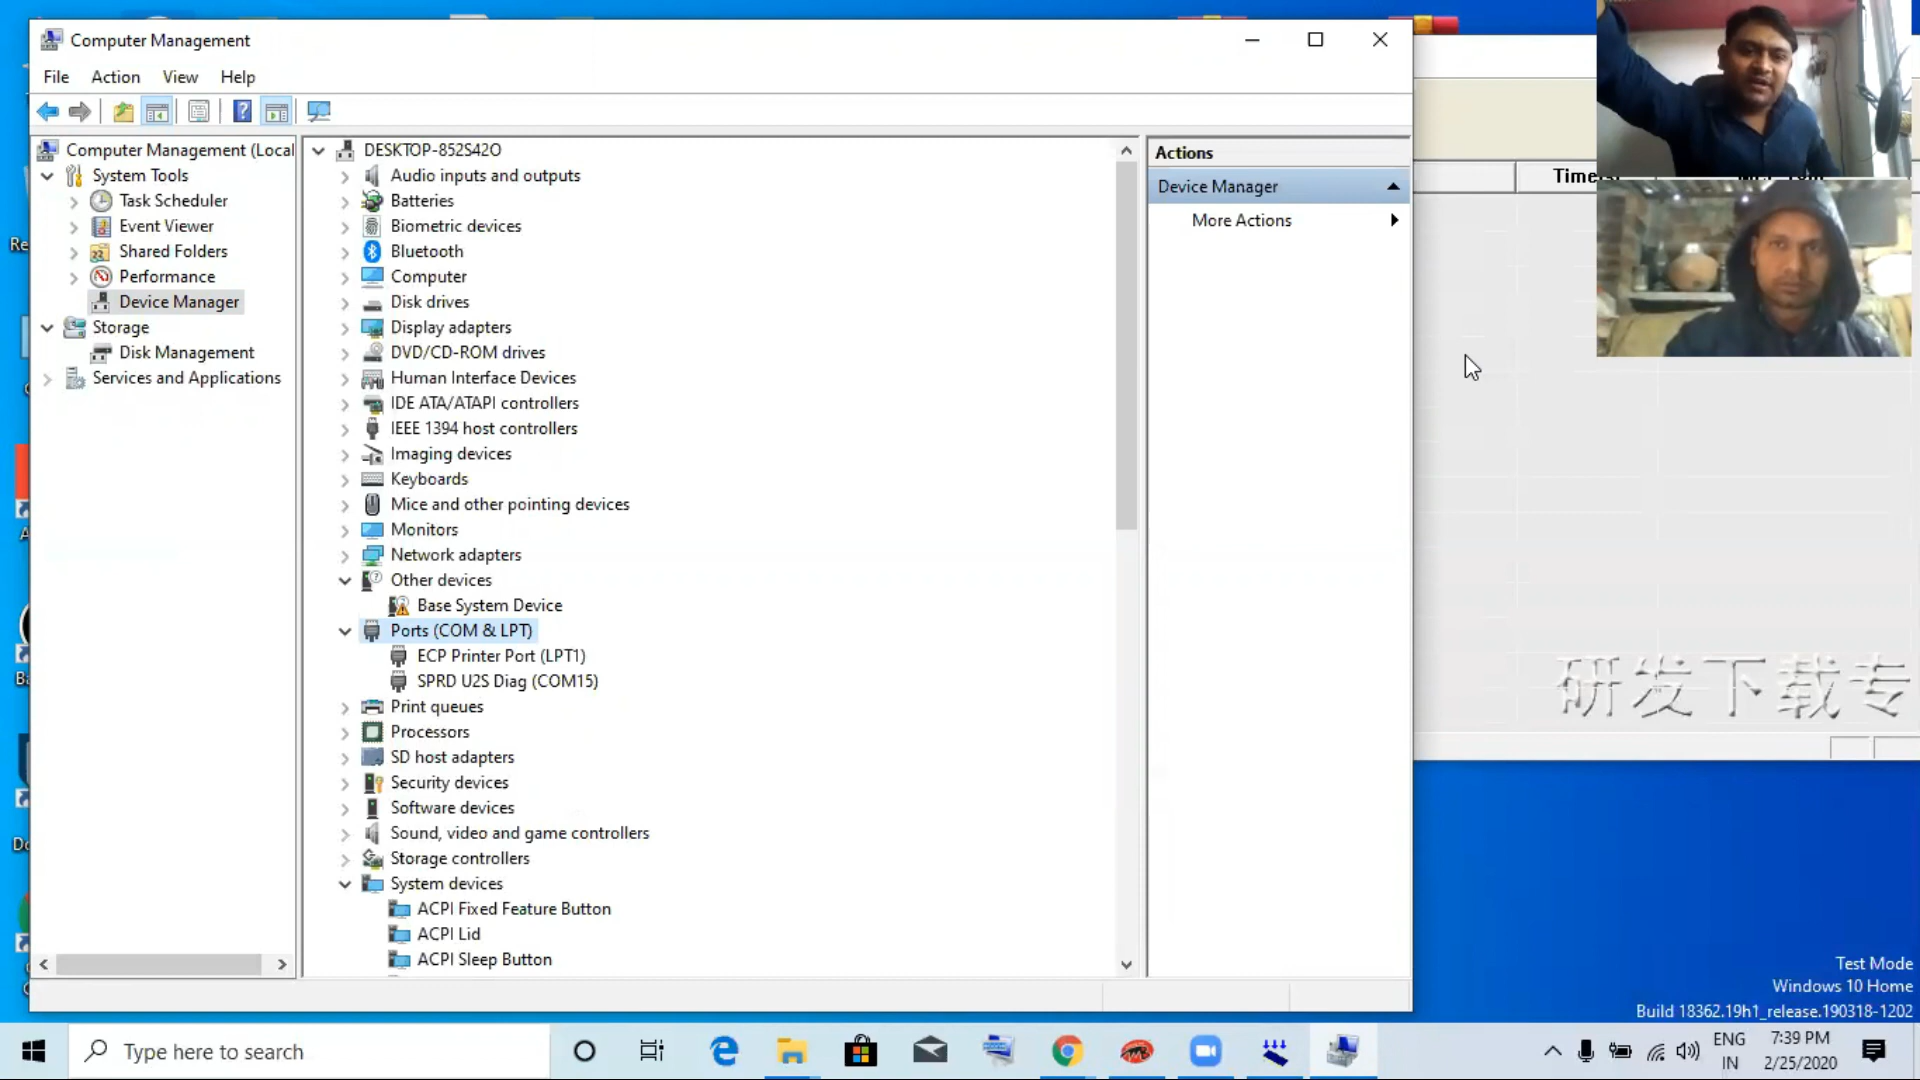 Computer Management
File Action View Help
Computer Management (Local
System Tools
Task Scheduler
Event Viewer
Shared Folders
Performance
Device Manager
Storage
Disk Management
Services and Applications
DESKTOP-852S42O
Audio inputs and outputs
Batteries
Biometric devices
Bluetooth
Computer
Disk drives
Display adapters
DVD/CD-ROM drives
Human Interface Devices
IDE ATA/ATAPI controllers
IEEE 1394 host controllers
Imaging devices
Keyboards
Mice and other pointing devices
Monitors
Network adapters
Other devices
Base System Device
Ports (COM & LPT)
ECP Printer Port (LPT1)
SPRD U2S Diag (COM15)
Print queues
Processors
SD host adapters
Security devices
Software devices
Sound, video and game controllers
Storage controllers
System devices
ACPI Fixed Feature Button
ACPI Lid
ACPI Sleep Button
Actions
Device Manager
More Actions
研发下载专
Test Mode
Windows 10 Home
Build 18362.19h1_release.190318-1202
Type here to search
ENG
IN
7:39 PM
2/25/2020